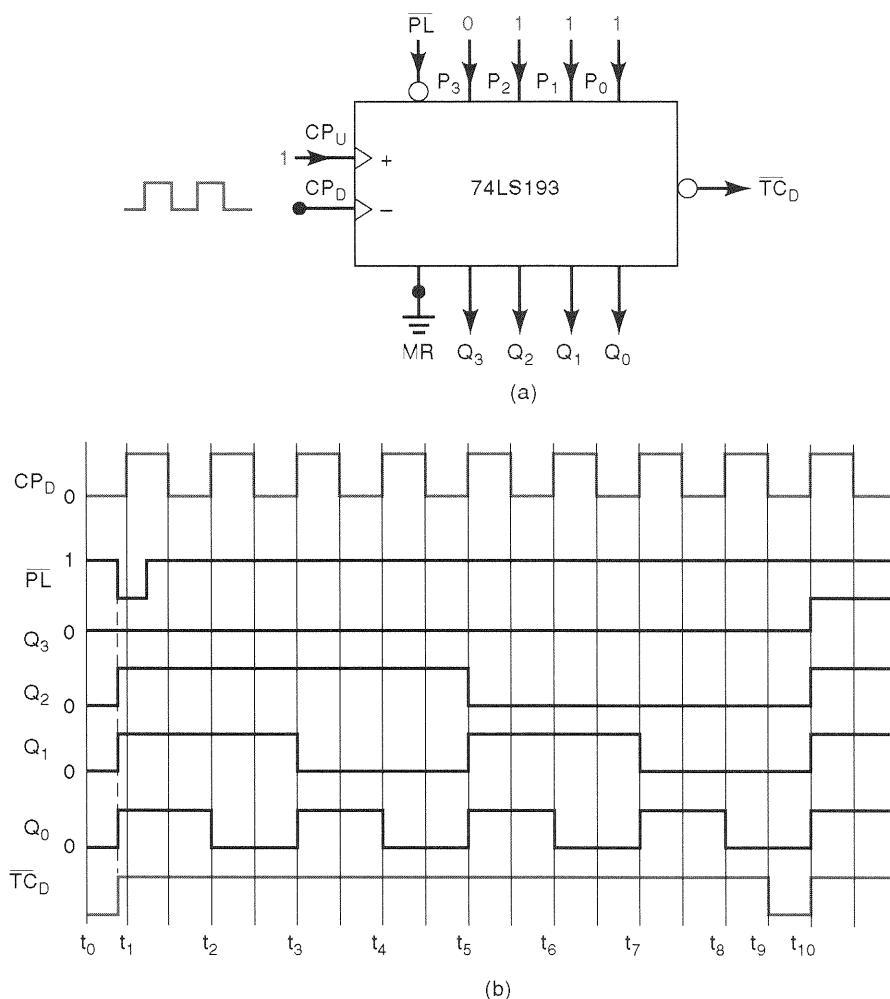 PL 0 1 1 1
P3 P2 P1 P0
CPU
1 +
74LS193
CPD
−
TCD
MR Q3 Q2 Q1 Q0
(a)
CPD
0
1
PL
0
Q3
Q2
0
Q1
0
Q0
0
TCD
t0 t1 t2 t3 t4 t5 t6 t7 t8 t9 t10
(b)